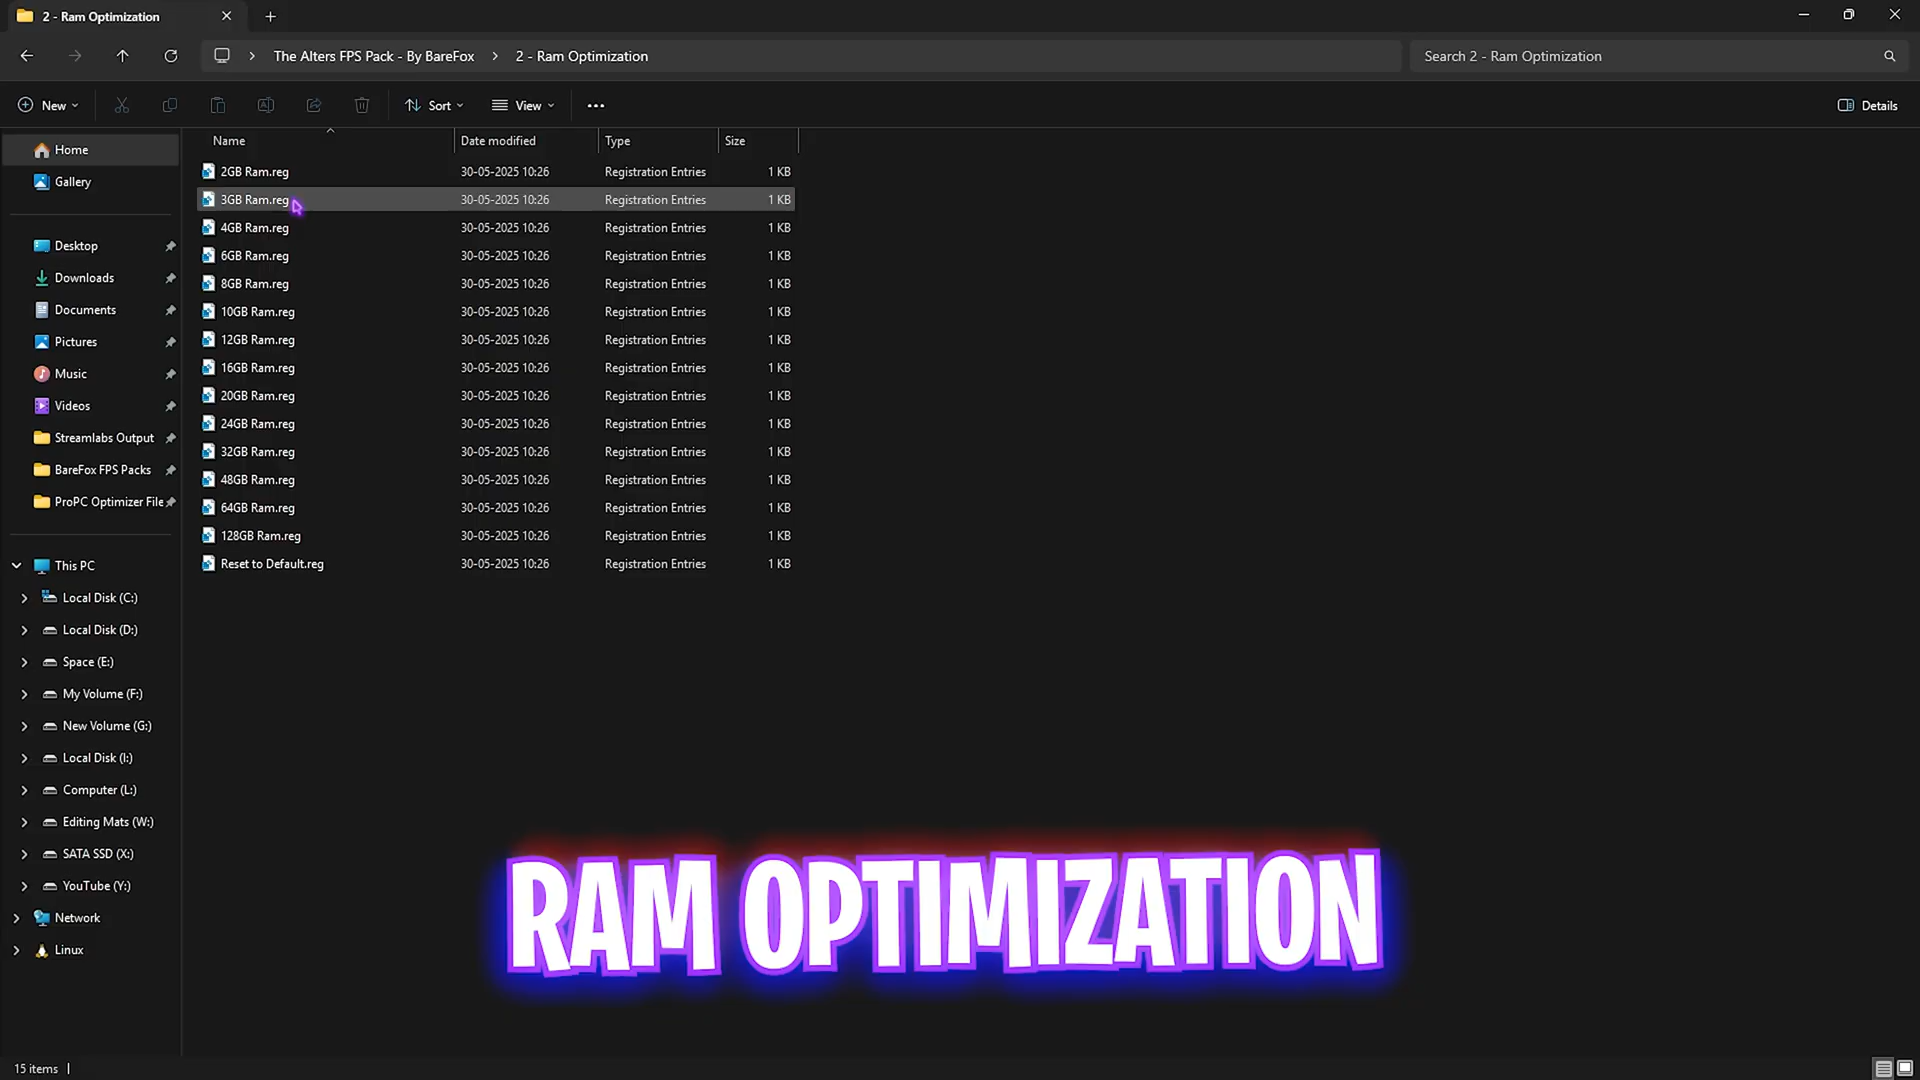 2 - Ram Optimization
The Alters FPS Pack - By BareFox > 2 - Ram Optimization
Search 2 - Ram Optimization
New
Sort
View
Details
Name Date modified Type Size
2GB Ram.reg 30-05-2025 10:26 Registration Entries 1 KB
3GB Ram.reg 30-05-2025 10:26 Registration Entries 1 KB
4GB Ram.reg 30-05-2025 10:26 Registration Entries 1 KB
6GB Ram.reg 30-05-2025 10:26 Registration Entries 1 KB
8GB Ram.reg 30-05-2025 10:26 Registration Entries 1 KB
10GB Ram.reg 30-05-2025 10:26 Registration Entries 1 KB
12GB Ram.reg 30-05-2025 10:26 Registration Entries 1 KB
16GB Ram.reg 30-05-2025 10:26 Registration Entries 1 KB
20GB Ram.reg 30-05-2025 10:26 Registration Entries 1 KB
24GB Ram.reg 30-05-2025 10:26 Registration Entries 1 KB
32GB Ram.reg 30-05-2025 10:26 Registration Entries 1 KB
48GB Ram.reg 30-05-2025 10:26 Registration Entries 1 KB
64GB Ram.reg 30-05-2025 10:26 Registration Entries 1 KB
128GB Ram.reg 30-05-2025 10:26 Registration Entries 1 KB
Reset to Default.reg 30-05-2025 10:26 Registration Entries 1 KB
Home
Gallery
Desktop
Downloads
Documents
Pictures
Music
Videos
Streamlabs Output
BareFox FPS Packs
ProPC Optimizer File
This PC
Local Disk (C:)
Local Disk (D:)
Space (E:)
My Volume (F:)
New Volume (G:)
Local Disk (I:)
Computer (L:)
Editing Mats (W:)
SATA SSD (X:)
YouTube (Y:)
Network
Linux
RAM OPTIMIZATION
15 items